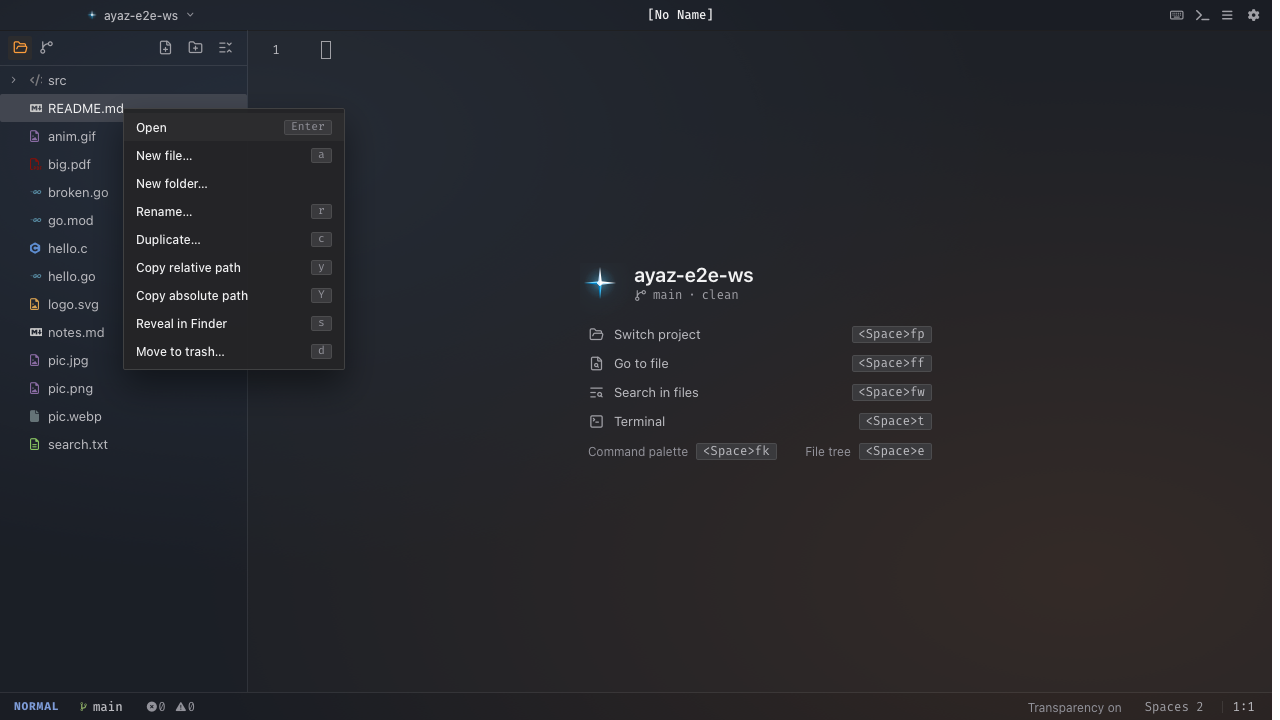 ayaz-e2e-ws
[No Name]
src
README.md
anim.gif
big.pdf
broken.go
go.mod
hello.c
hello.go
logo.svg
notes.md
pic.jpg
pic.png
pic.webp
search.txt
Open Enter
New file... a
New folder...
Rename... r
Duplicate... c
Copy relative path y
Copy absolute path Y
Reveal in Finder s
Move to trash... d
1
ayaz-e2e-ws
main · clean
Switch project <Space>fp
Go to file <Space>ff
Search in files <Space>fw
Terminal <Space>t
Command palette <Space>fk File tree <Space>e
NORMAL main 0 0 Transparency on Spaces 2 1:1